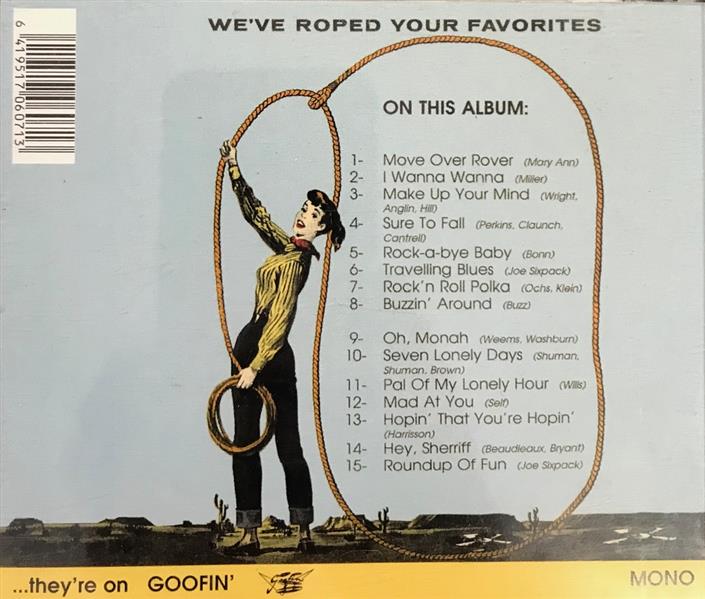 WE'VE ROPED YOUR FAVORITES
6 419517 060713
ON THIS ALBUM:
1- Move Over Rover (Mary Ann)
2- I Wanna Wanna (Miller)
3- Make Up Your Mind (Wright,
Anglin, Hill)
4- Sure To Fall (Perkins, Claunch,
Cantrell)
5- Rock-a-bye Baby (Bonn)
6- Travelling Blues (Joe Sixpack)
7- Rock'n Roll Polka (Ochs, Klein)
8- Buzzin' Around (Buzz)
9- Oh, Monah (Weems, Washburn)
10- Seven Lonely Days (Shuman,
Shuman, Brown)
11- Pal Of My Lonely Hour (Willis)
12- Mad At You (Self)
13- Hopin' That You're Hopin'
(Harrisson)
14- Hey, Sherriff (Beaudleaux, Bryant)
15- Roundup Of Fun (Joe Sixpack)
...they're on GOOFIN' Goofin'
MONO